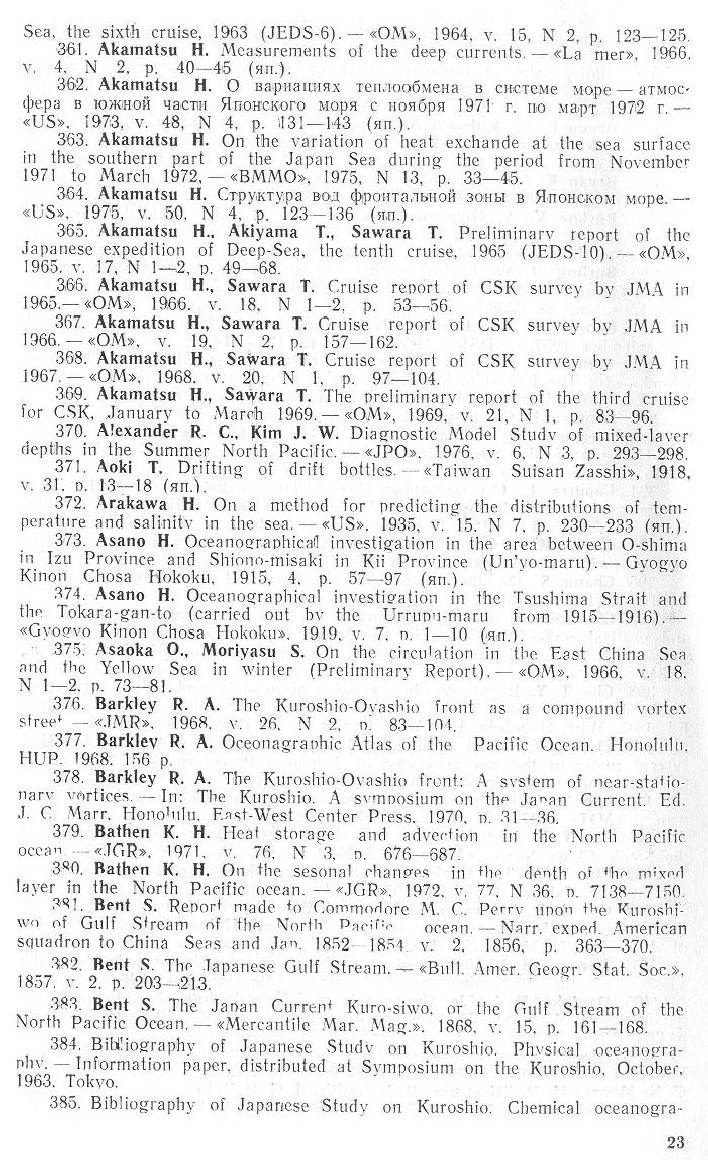 Sea, the sixth cruise, 1963 (JEDS-6). — «OM», 1964, v. 15, N 2, p. 123—125.
361. Akamatsu H. Measurements of the deep currents. — «La mer», 1966,
v. 4, N 2, p. 40—45 (яп.).
362. Akamatsu H. О вариациях теплообмена в системе море — атмос-
фера в южной части Японского моря с ноября 1971 г. по март 1972 г. —
«US», 1973, v. 48, N 4, p. 131—143 (яп.).
363. Akamatsu H. On the variation of heat exchande at the sea surface
in the southern part of the Japan Sea during the period from November
1971 to March 1972, — «BMMO», 1975, N 13, p. 33—45.
364. Akamatsu H. Структура вод фронтальной зоны в Японском море. —
«US», 1975, v. 50, N 4, p. 123—136 (яп.).
365. Akamatsu H., Akiyama T., Sawara T. Preliminary report of the
Japanese expedition of Deep-Sea, the tenth cruise, 1965 (JEDS-10). — «OM»,
1965. v. 17, N 1—2, p. 49—68.
366. Akamatsu H., Sawara T. Cruise report of CSK survey by JMA in
1965.— «OM», 1966. v. 18, N 1—2, p. 53—56.
367. Akamatsu H., Sawara T. Cruise report of CSK survey by JMA in
1966. — «OM», v. 19, N 2, p. 157—162.
368. Akamatsu H., Sawara T. Cruise report of CSK survey by JMA in
1967. — «OM», 1968, v. 20, N 1, p. 97—104.
369. Akamatsu H., Sawara T. The preliminary report of the third cruise
for CSK, January to March 1969. — «OM», 1969, v. 21, N 1, p. 83—96.
370. Alexander R. C., Kim J. W. Diagnostic Model Study of mixed-layer
depths in the Summer North Pacific. — «JPO», 1976, v. 6, N 3, p. 293—298.
371. Aoki T. Drifting of drift bottles. — «Taiwan Suisan Zasshi», 1918,
v. 31, p. 13—18 (яп.).
372. Arakawa H. On a method for predicting the distributions of tem-
perature and salinity in the sea. — «US», 1935, v. 15, N 7, p. 230—233 (яп.).
373. Asano H. Oceanographical investigation in the area between O-shima
in Izu Province and Shiono-misaki in Kii Province (Un'yo-maru). — Gyogyo
Kinon Chosa Hokoku, 1915, 4, p. 57—97 (яп.).
374. Asano H. Oceanographical investigation in the Tsushima Strait and
the Tokara-gan-to (carried out by the Urrupu-maru from 1915—1916). —
«Gyogyo Kinon Chosa Hokoku». 1919, v. 7, p. 1—10 (яп.).
375. Asaoka O., Moriyasu S. On the circulation in the East China Sea
and the Yellow Sea in winter (Preliminary Report). — «OM», 1966, v. 18.
N 1—2. p. 73—81.
376. Barkley R. A. The Kuroshio-Oyashio front as a compound vortex
street — «JMR», 1968, v. 26, N 2, p. 83—104.
377. Barkley R. A. Oceonagraphic Atlas of the Pacific Ocean. Honolulu,
HUP. 1968. 156 p.
378. Barkley R. A. The Kuroshio-Oyashio front: A system of near-statio-
nary vortices. — In: The Kuroshio. A symposium on the Japan Current. Ed.
J. C. Marr, Honolulu, East-West Center Press, 1970, p. 31—36.
379. Bathen K. H. Heat storage and advection in the North Pacific
ocean — «JGR», 1971, v. 76, N 3, p. 676—687.
380. Bathen K. H. On the sesonal changes in the depth of the mixed
layer in the North Pacific ocean. — «JGR», 1972, v. 77, N 36, p. 7138—7150.
381. Bent S. Report made to Commodore M. C. Perry upon the Kuroshi-
wo of Gulf Stream of the North Pacific ocean. — Narr. exped. American
squadron to China Seas and Jap. 1852—1854. v. 2, 1856, p. 363—370.
382. Bent S. The Japanese Gulf Stream. — «Bull. Amer. Geogr. Stat. Soc.»,
1857. v. 2. p. 203—213.
383. Bent S. The Japan Current Kuro-siwo, or the Gulf Stream of the
North Pacific Ocean. — «Mercantile Mar. Mag.». 1868, v. 15, p. 161—168.
384. Bibliography of Japanese Study on Kuroshio, Physical oceanogra-
phy. — Information paper, distributed at Symposium on the Kuroshio, October,
1963, Tokyo.
385. Bibliography of Japanese Study on Kuroshio. Chemical oceanogra-
23